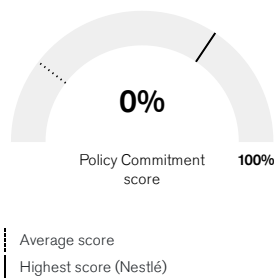 0%
Policy Commitment
score
100%
Average score
Highest score (Nestlé)